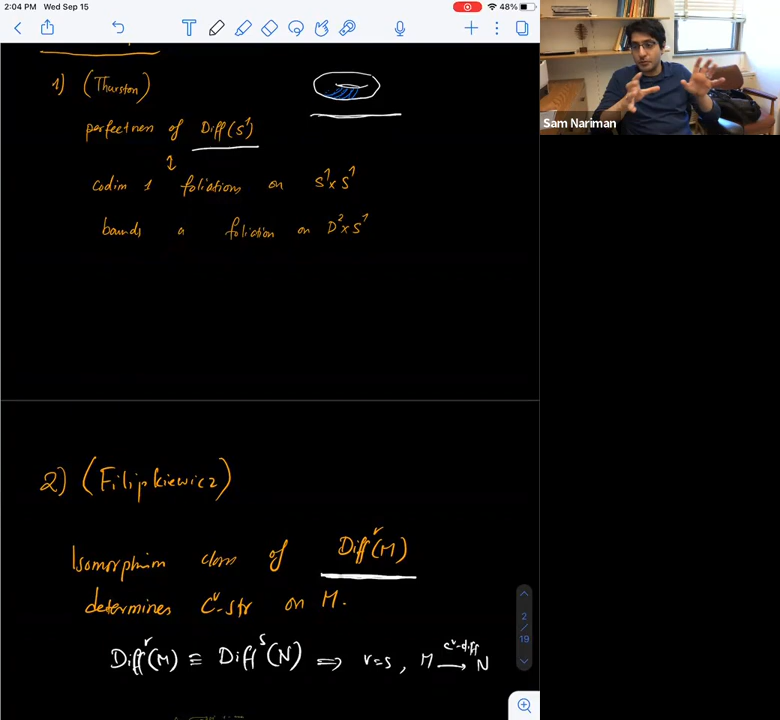 2:04 PM Wed Sep 15
48%
1) (Thurston)
perfectness of Diff(S¹)
↕
codim 1 foliations on S¹×S¹
bounds a foliation on D²×S¹
2) (Filipkiewicz)
Isomorphism class of Diffʳ(M)
determines Cʳ-str on M.
Diffʳ(M) ≅ Diffˢ(N) ⟹ r=s, M →^{Cʳ-diff} N
2
/
19
Sam Nariman